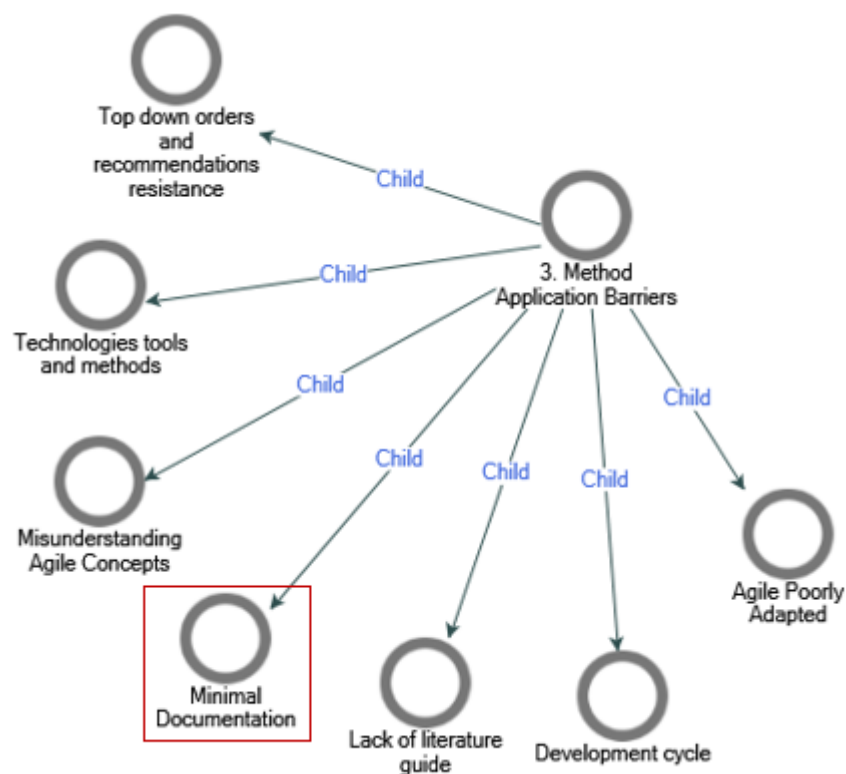 Top down orders
and
recommendations
resistance
Child
3. Method
Application Barriers
Child
Technologies tools
and methods
Child
Child
Child
Child
Child
Misunderstanding
Agile Concepts
Agile Poorly
Adapted
Minimal
Documentation
Lack of literature
guide
Development cycle